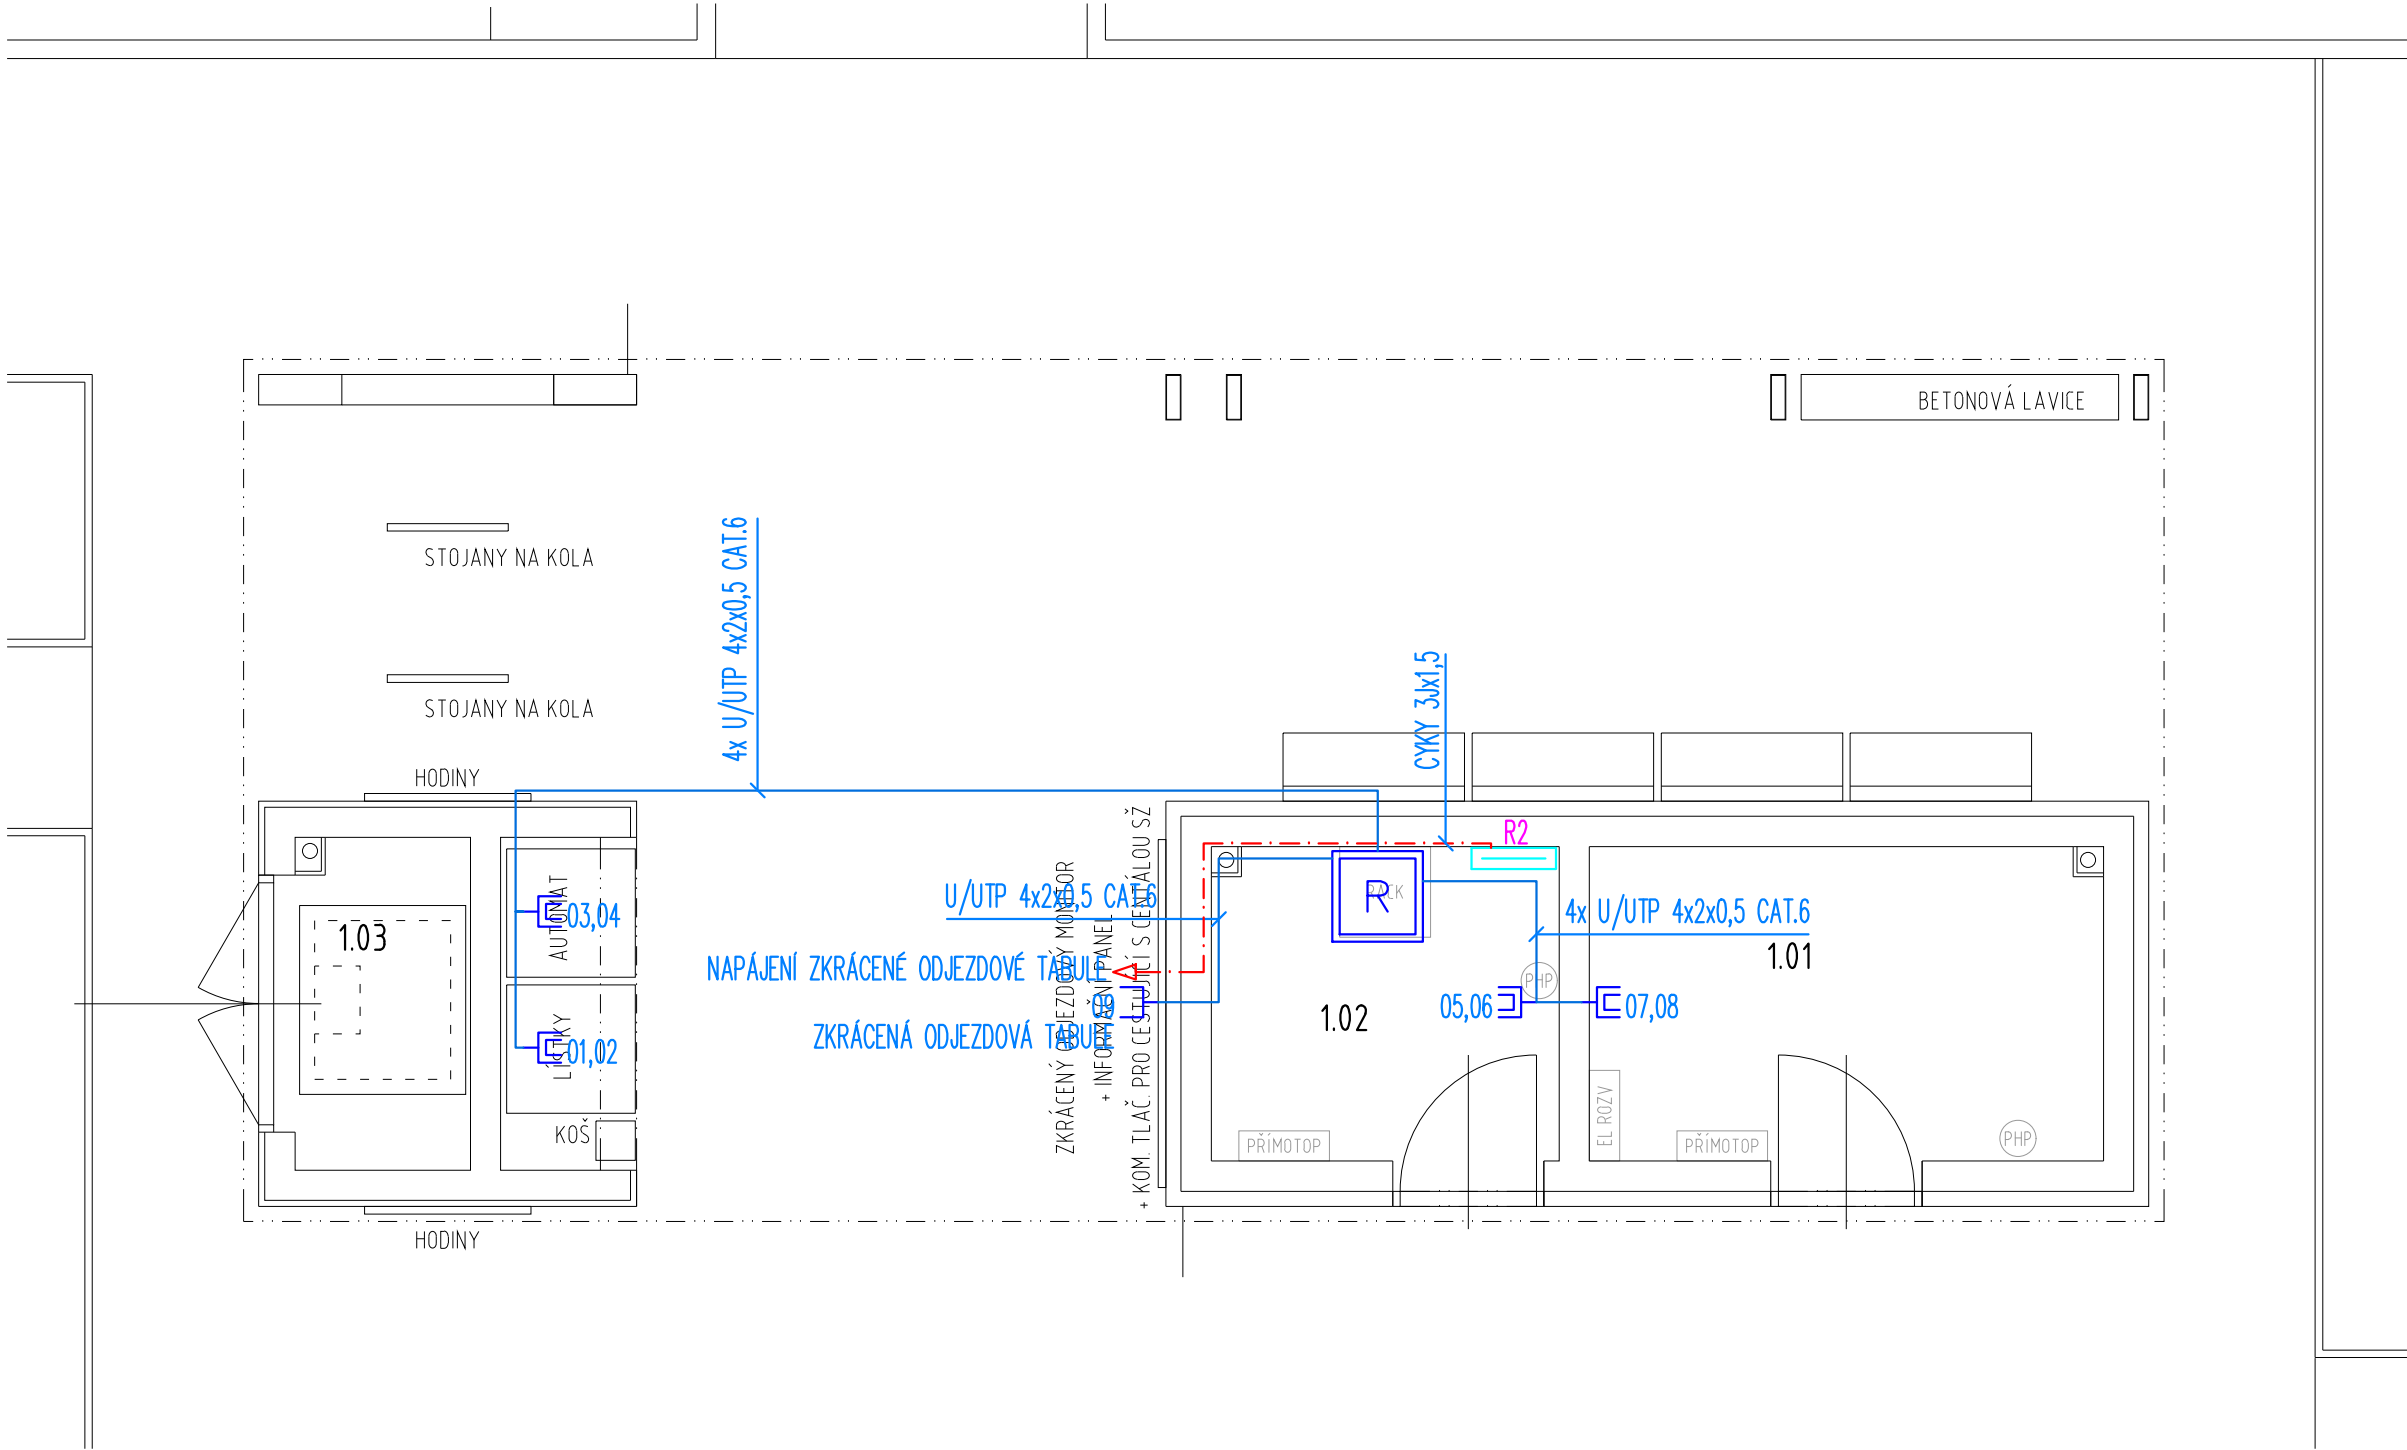 BETONOVÁ LAVICE
STOJANY NA KOLA
STOJANY NA KOLA
4x U/UTP 4x2x0,5 CAT.6
CYKY 3Jx1,5
HODINY
R2
AUTOMAT
03,04
1.03
LÍSTKY
01,02
KOŠ
HODINY
U/UTP 4x2x0,5 CAT.6
NAPÁJENÍ ZKRÁCENÉ ODJEZDOVÉ TABULE
09
ZKRÁCENÁ ODJEZDOVÁ TABULE
ZKRÁCENÝ ODJEZDOVÝ MONITOR
+ INFORMAČNÍ PANEL
+ KOM. TLAČ. PRO CESTUJÍCÍ S CENTÁLOU SŽ
R
RACK
4x U/UTP 4x2x0,5 CAT.6
1.01
PHP
05,06
07,08
1.02
EL ROZV
PŘÍMOTOP
PŘÍMOTOP
PHP